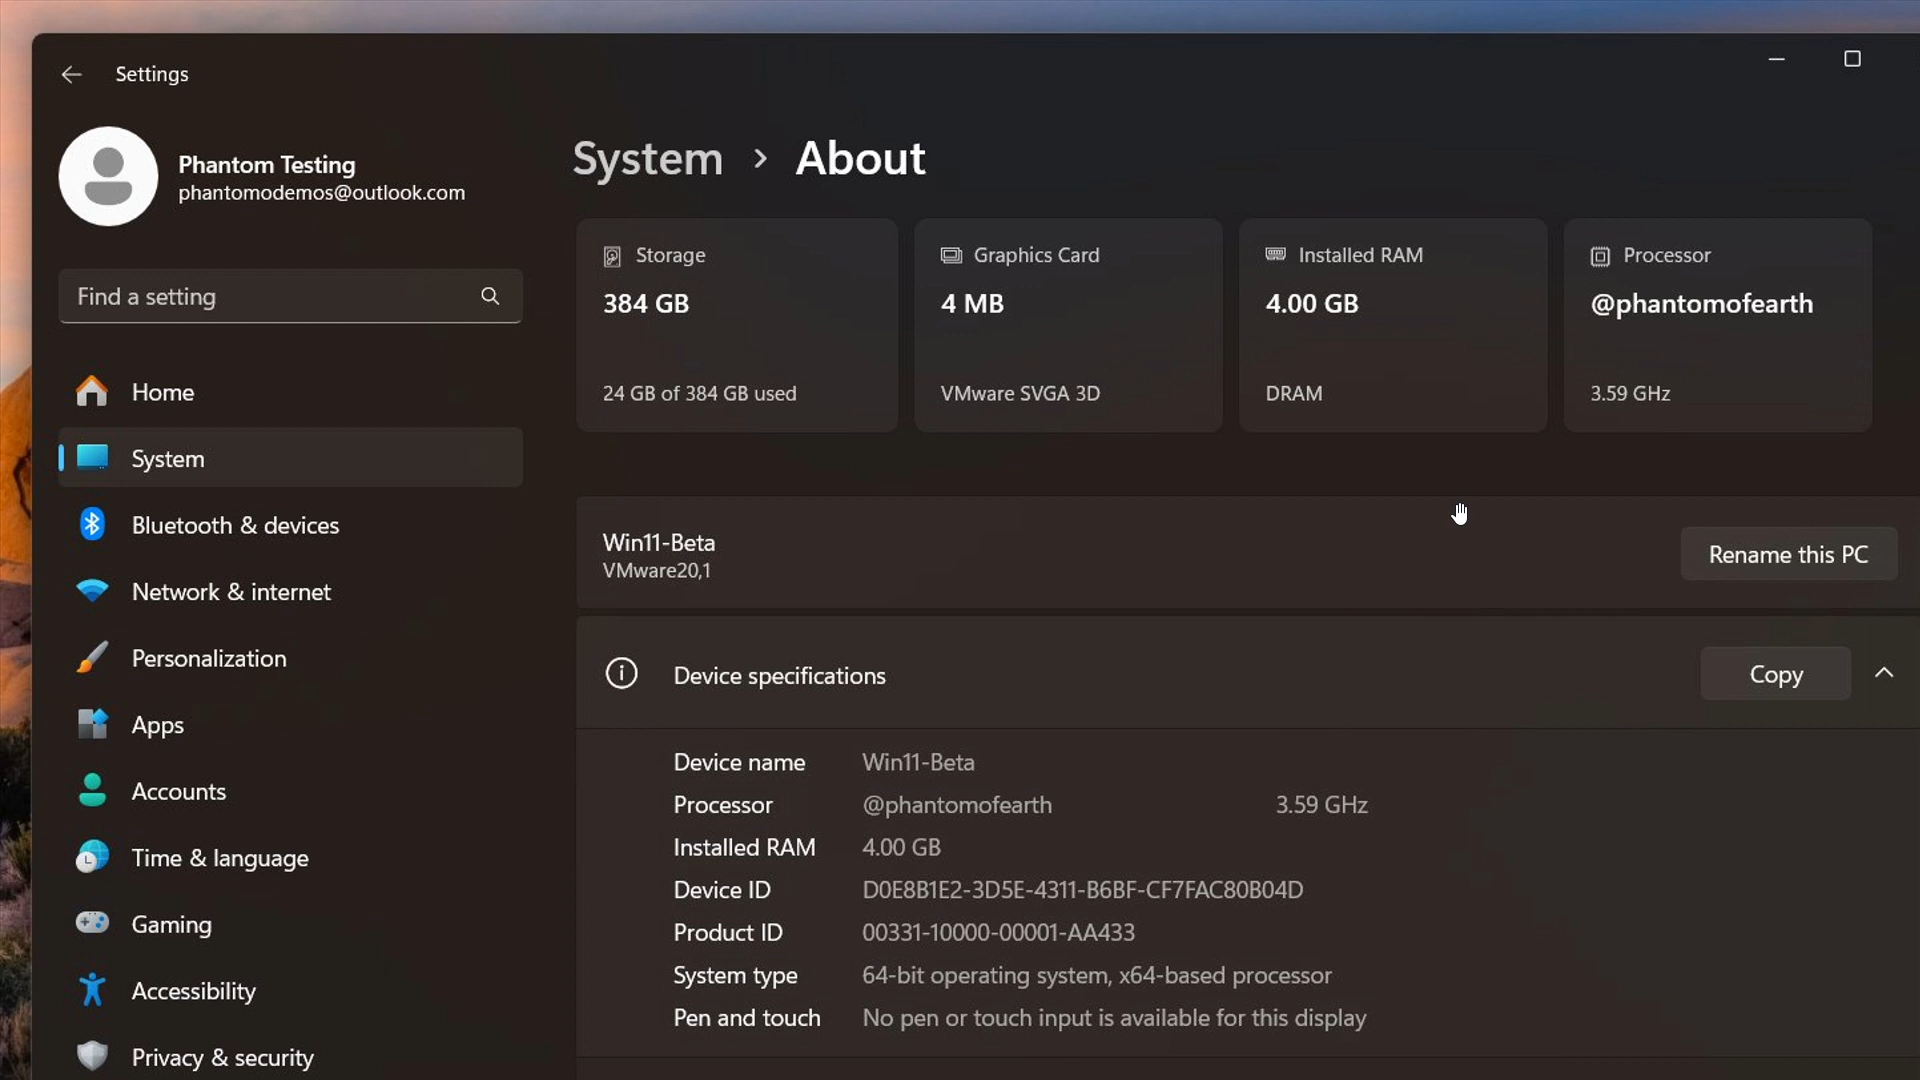 Settings
Phantom Testing
phantomodemos@outlook.com
Find a setting
Home
System
Bluetooth & devices
Network & internet
Personalization
Apps
Accounts
Time & language
Gaming
Accessibility
Privacy & security
System > About
Storage
384 GB
24 GB of 384 GB used
Graphics Card
4 MB
VMware SVGA 3D
Installed RAM
4.00 GB
DRAM
Processor
@phantomofearth
3.59 GHz
Win11-Beta
VMware20,1
Rename this PC
Device specifications
Copy
Device name Win11-Beta
Processor @phantomofearth 3.59 GHz
Installed RAM 4.00 GB
Device ID D0E8B1E2-3D5E-4311-B6BF-CF7FAC80B04D
Product ID 00331-10000-00001-AA433
System type 64-bit operating system, x64-based processor
Pen and touch No pen or touch input is available for this display